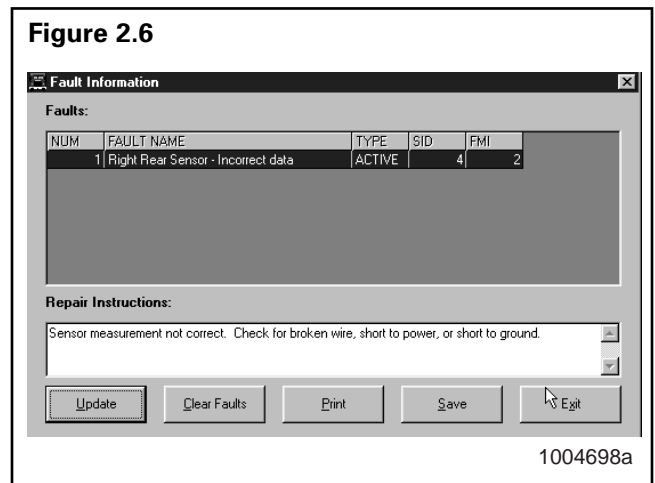 Figure 2.6
Fault Information
Faults:
NUM FAULT NAME TYPE SID FMI
1 Right Rear Sensor - Incorrect data ACTIVE 4 2
Repair Instructions:
Sensor measurement not correct. Check for broken wire, short to power, or short to ground.
Update Clear Faults Print Save Exit
1004698a